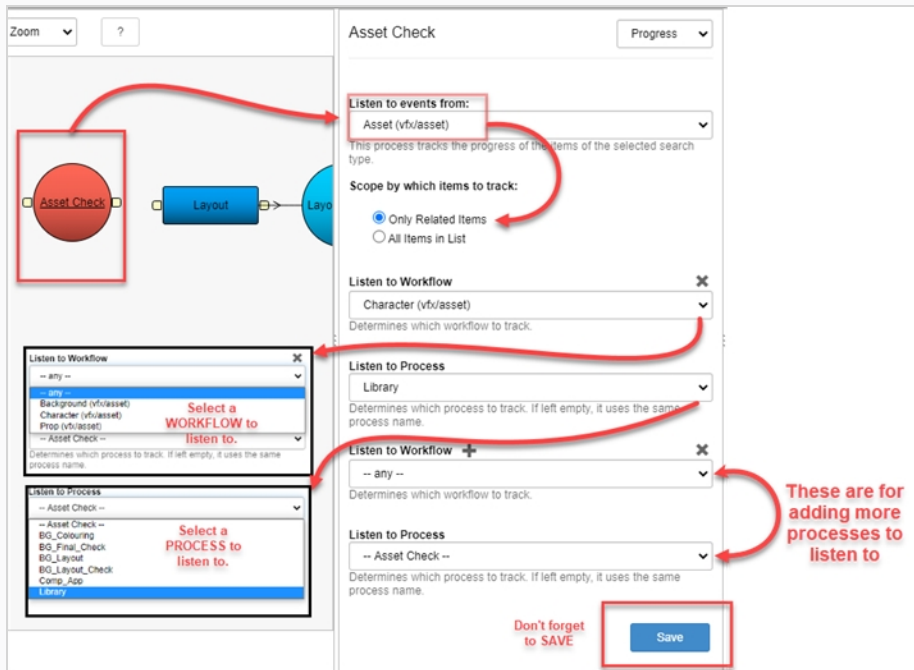 Zoom
?
Asset Check
Progress
Listen to events from:
Asset (vfx/asset)
This process tracks the progress of the items of the selected search
type.
Scope by which items to track:
Only Related Items
All Items in List
Asset Check
Layout
Layo
Listen to Workflow
Character (vfx/asset)
Determines which workflow to track.
Listen to Process
Library
Determines which process to track. If left empty, it uses the same
process name.
Listen to Workflow
-- any --
Determines which workflow to track.
Listen to Process
-- Asset Check --
Determines which process to track. If left empty, it uses the same
process name.
Save
Listen to Workflow
-- any --
-- any --
Background (vfx/asset)
Character (vfx/asset)
Prop (vfx/asset)
-- Asset Check --
Determines which process to track. If left empty, it uses the same
process name.
Select a
WORKFLOW to
listen to.
Listen to Process
-- Asset Check --
-- Asset Check --
BG_Colouring
BG_Final_Check
BG_Layout
BG_Layout_Check
Comp_App
Library
Select a
PROCESS to
listen to.
These are for
adding more
processes to
listen to
Don't forget
to SAVE